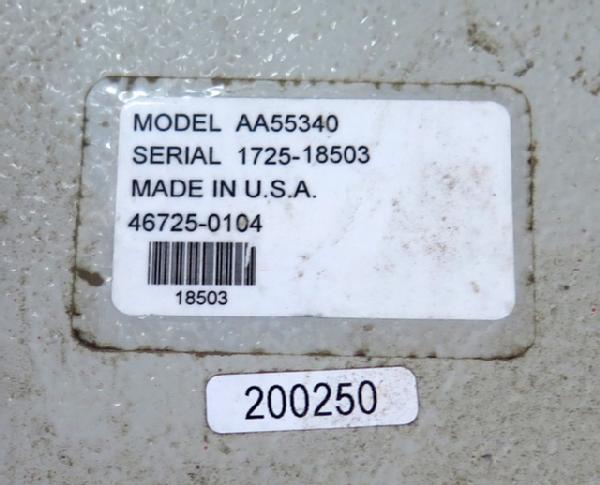 MODEL AA55340
SERIAL 1725-18503
MADE IN U.S.A.
46725-0104
18503
200250